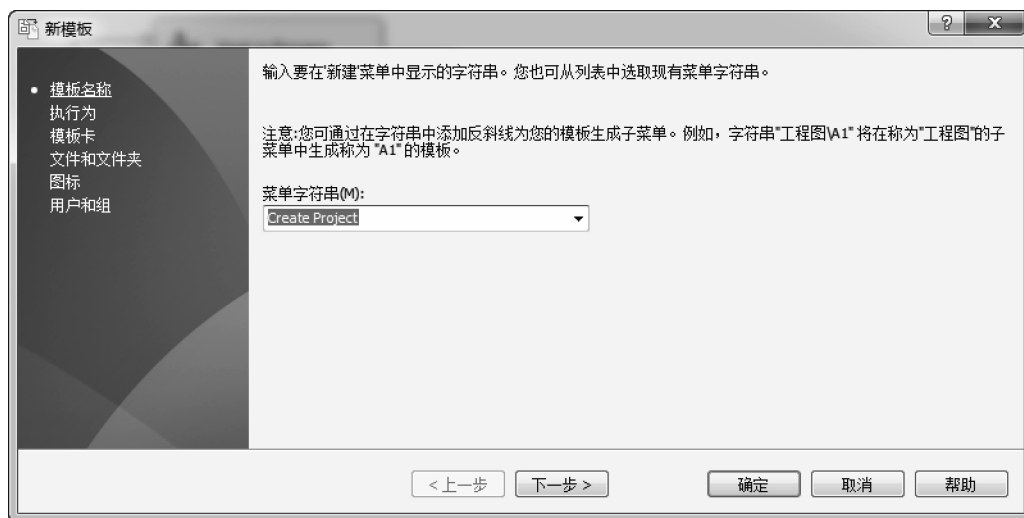 新模板
? x
模板名称
执行为
模板卡
文件和文件夹
图标
用户和组
输入要在'新建'菜单中显示的字符串。您也可从列表中选取现有菜单字符串。
注意:您可通过在字符串中添加反斜线为您的模板生成子菜单。例如，字符串"工程图\A1" 将在称为"工程图"的子
菜单中生成称为 "A1" 的模板。
菜单字符串(M):
Create Project
<上一步
下一步 >
确定
取消
帮助